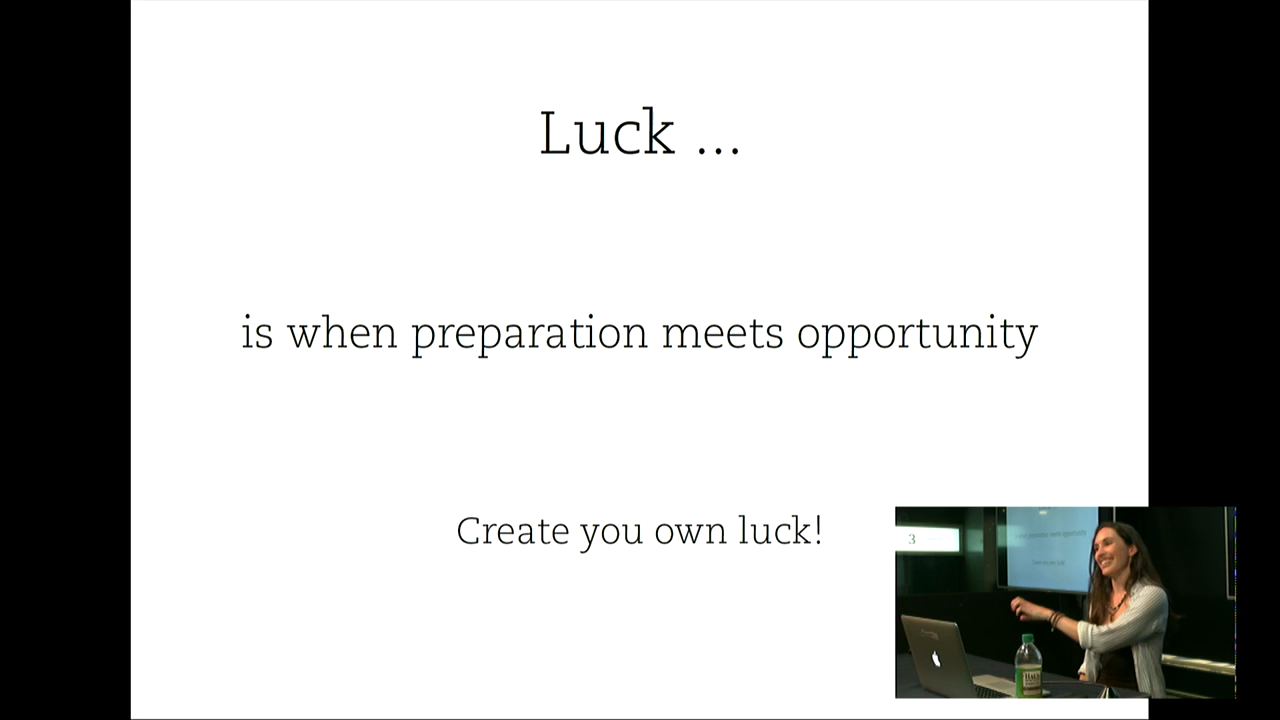 Luck ...
is when preparation meets opportunity
Create you own luck!
3